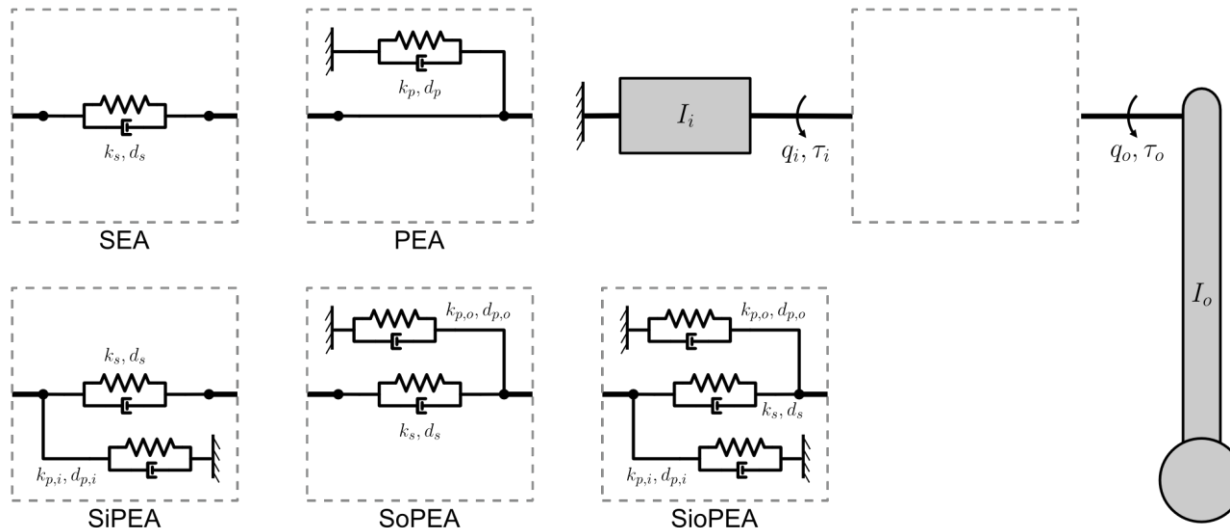 k_s, d_s
SEA
k_p, d_p
PEA
I_i
q_i, τ_i
q_o, τ_o
I_o
k_s, d_s
k_{p,i}, d_{p,i}
SiPEA
k_{p,o}, d_{p,o}
k_s, d_s
SoPEA
k_{p,o}, d_{p,o}
k_s, d_s
k_{p,i}, d_{p,i}
SioPEA